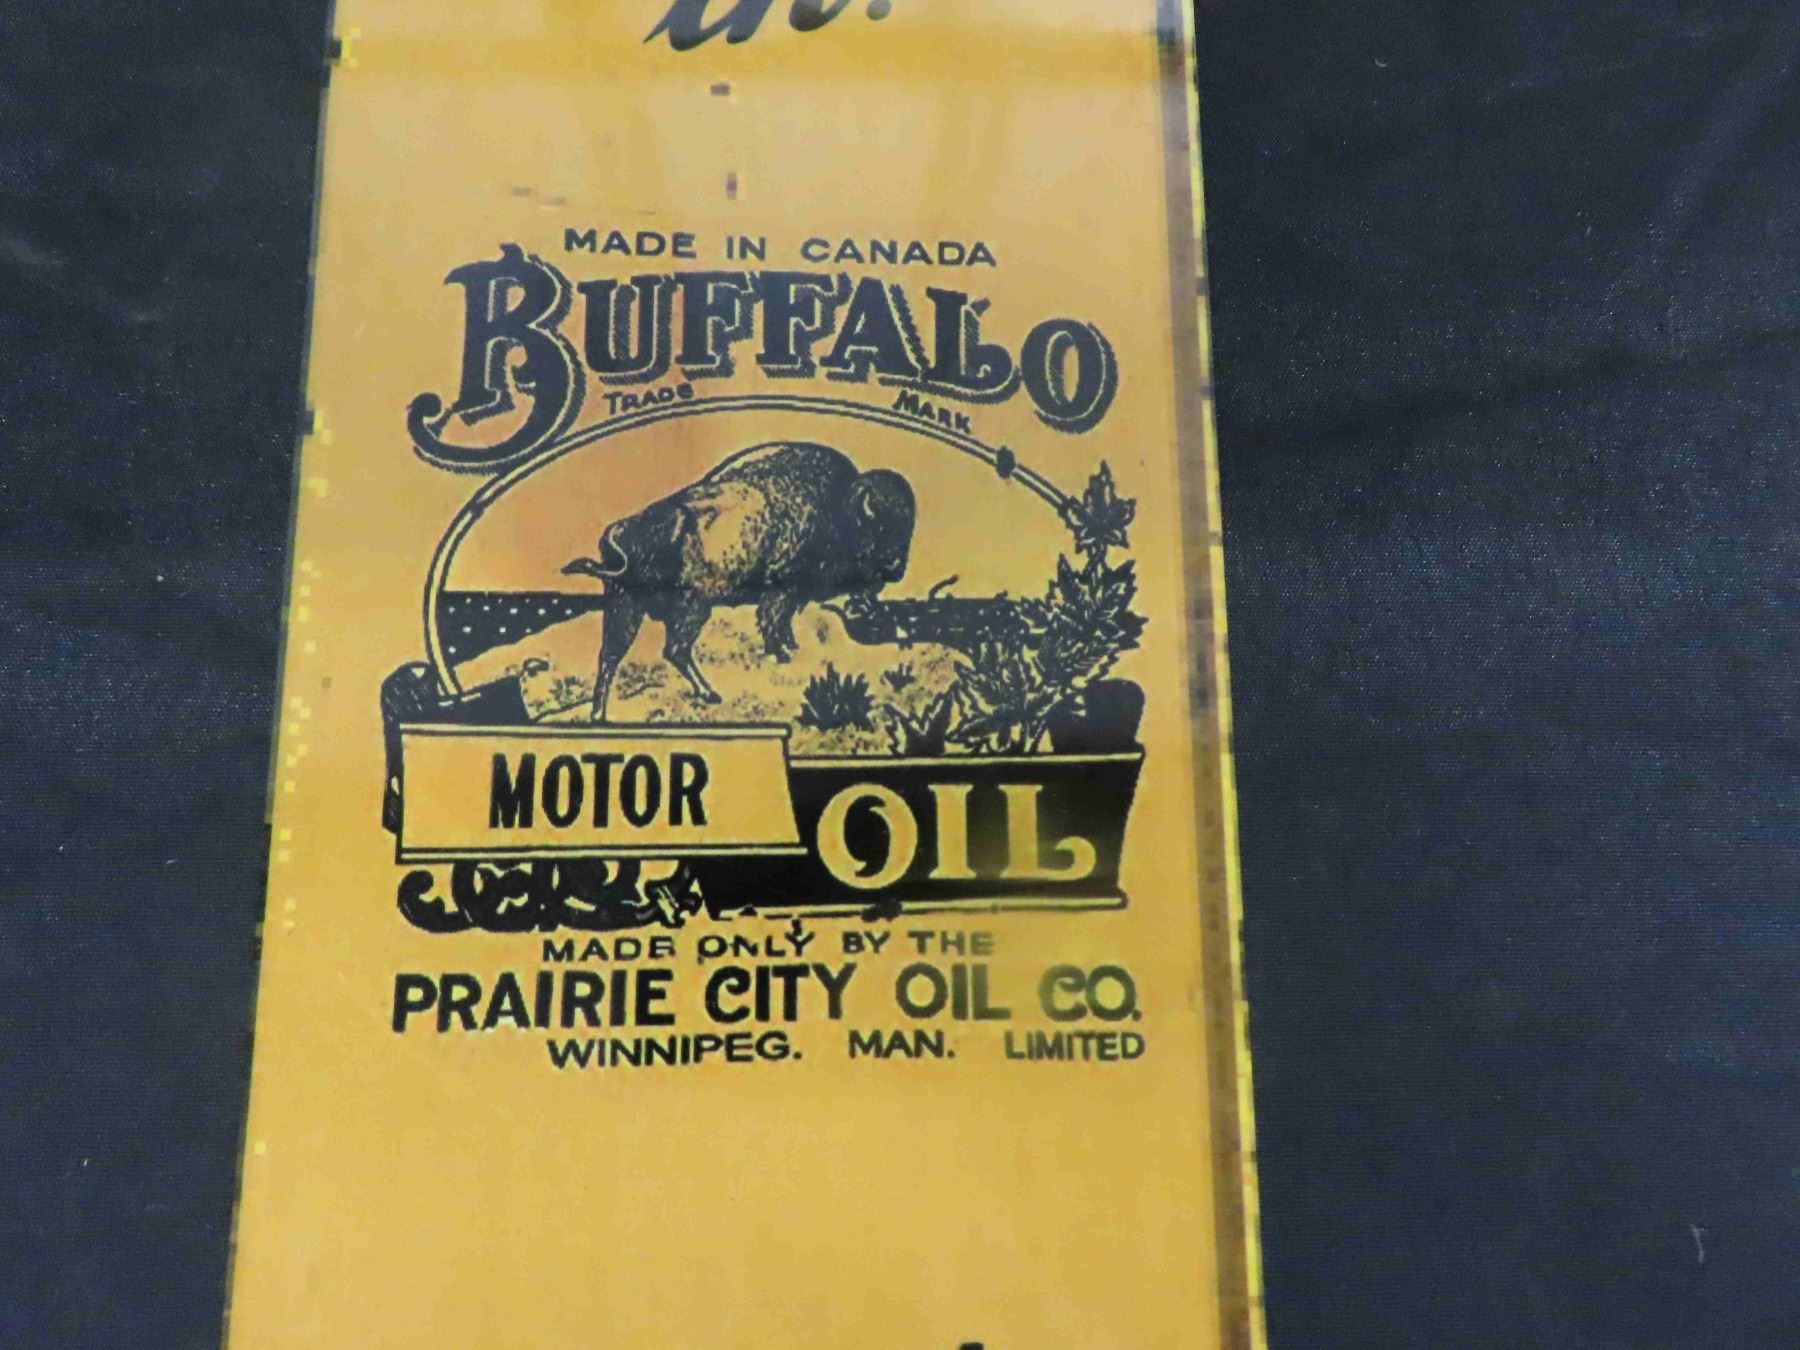 in.
MADE IN CANADA
BUFFALO
TRADE MARK
MOTOR OIL
MADE ONLY BY THE
PRAIRIE CITY OIL CO.
WINNIPEG. MAN. LIMITED